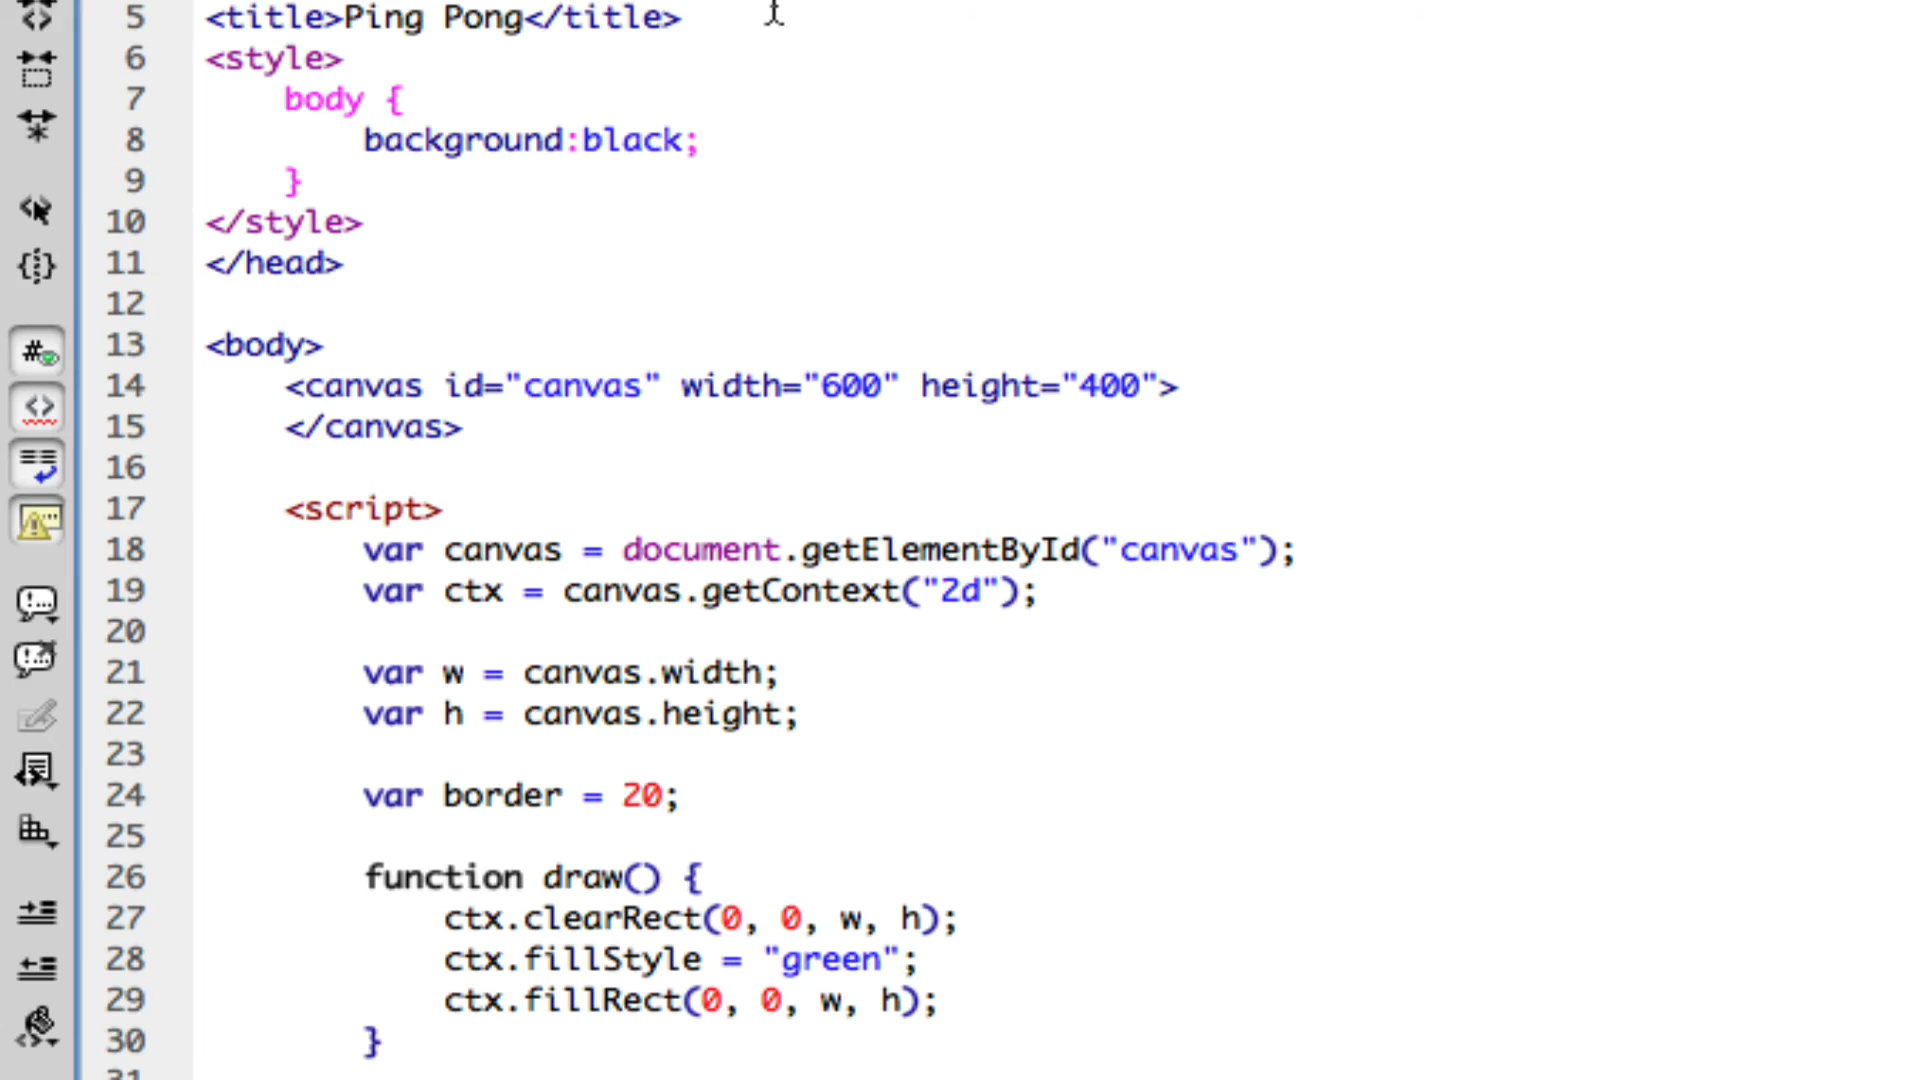 5 <title>Ping Pong</title>
6 <style>
7 body {
8 background:black;
9 }
10 </style>
11 </head>
12
13 <body>
14 <canvas id="canvas" width="600" height="400">
15 </canvas>
16
17 <script>
18 var canvas = document.getElementById("canvas");
19 var ctx = canvas.getContext("2d");
20
21 var w = canvas.width;
22 var h = canvas.height;
23
24 var border = 20;
25
26 function draw() {
27 ctx.clearRect(0, 0, w, h);
28 ctx.fillStyle = "green";
29 ctx.fillRect(0, 0, w, h);
30 }
31